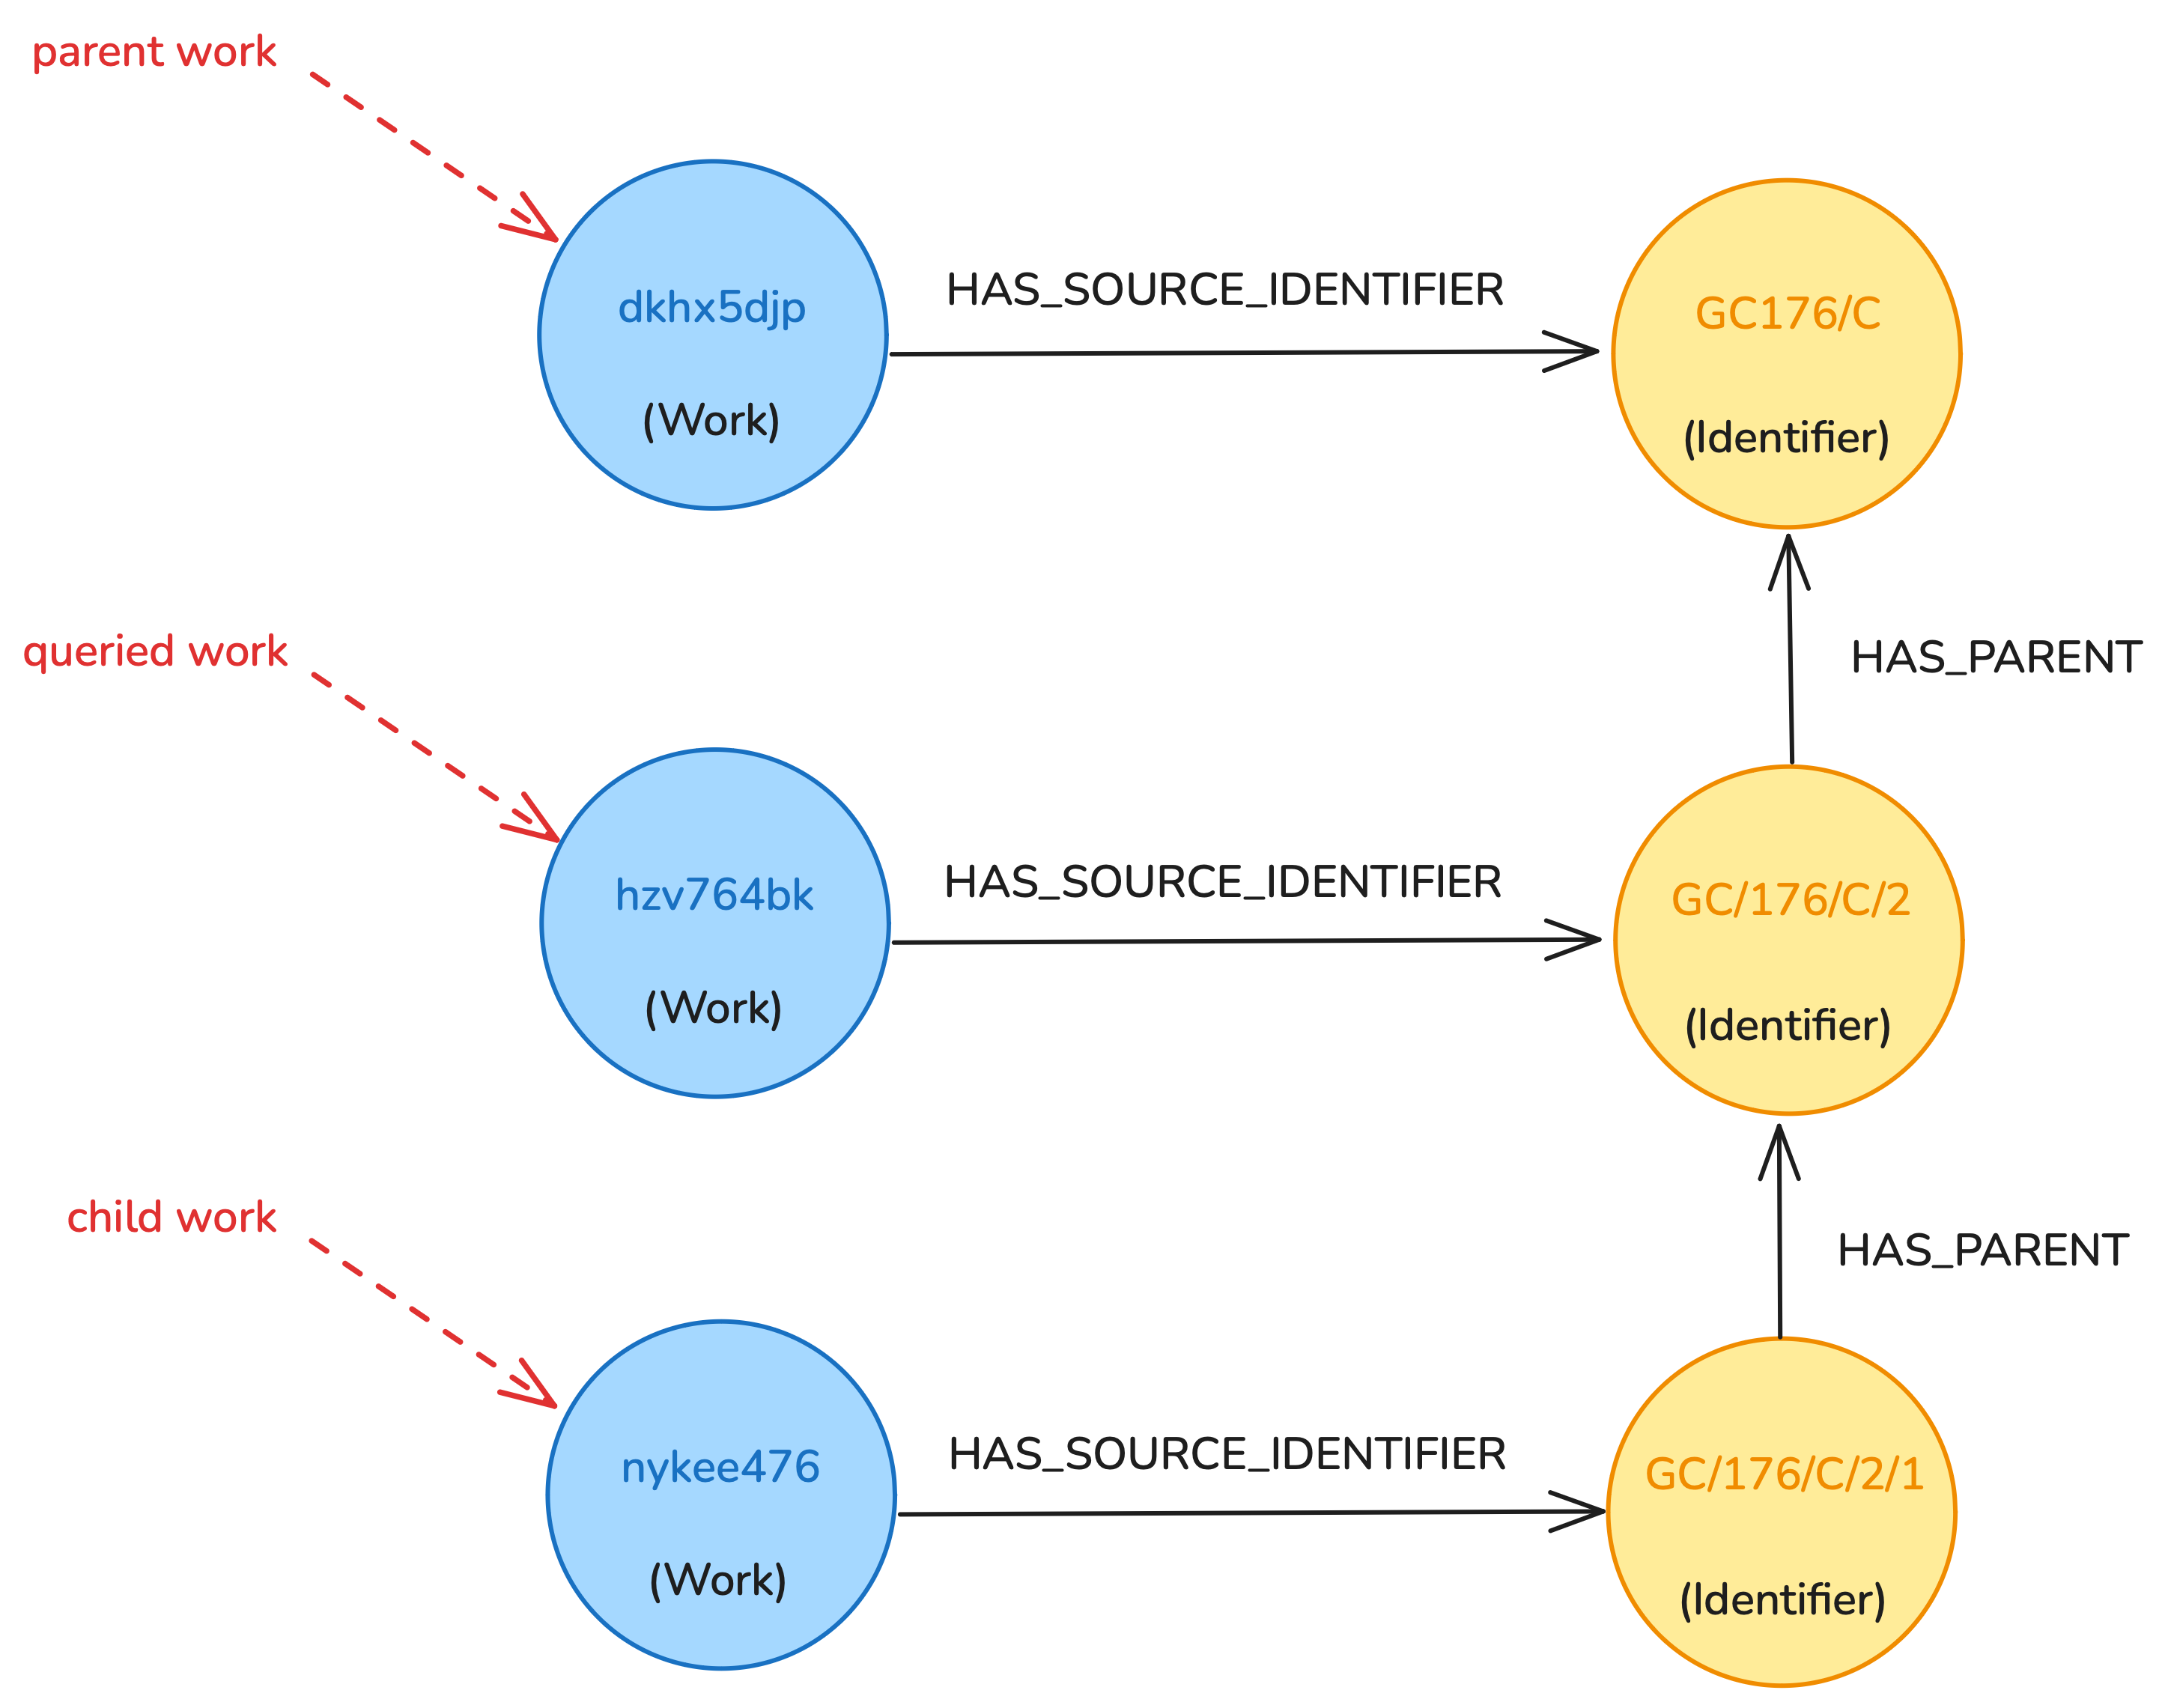 parent work
dkhx5djp
(Work)
HAS_SOURCE_IDENTIFIER
GC176/C
(Identifier)
HAS_PARENT
queried work
hzv764bk
(Work)
HAS_SOURCE_IDENTIFIER
GC/176/C/2
(Identifier)
HAS_PARENT
child work
nykee476
(Work)
HAS_SOURCE_IDENTIFIER
GC/176/C/2/1
(Identifier)